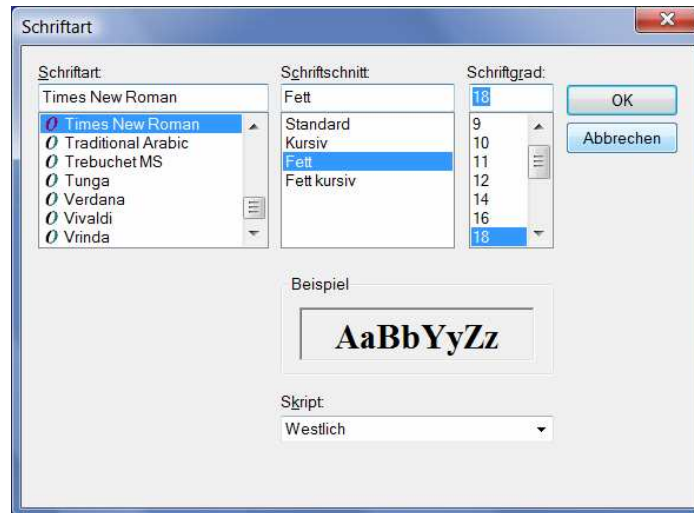 Schriftart
Schriftart:
Times New Roman
Times New Roman
Traditional Arabic
Trebuchet MS
Tunga
Verdana
Vivaldi
Vrinda
Schriftschnitt:
Fett
Standard
Kursiv
Fett
Fett kursiv
Schriftgrad:
18
9
10
11
12
14
16
18
OK
Abbrechen
Beispiel
AaBbYyZz
Skript:
Westlich